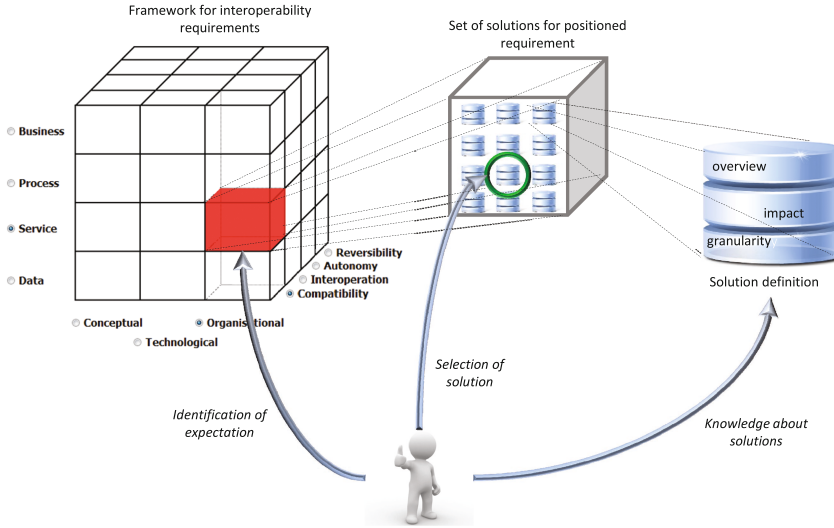 Framework for interoperability
requirements
Set of solutions for positioned
requirement
Business
Process
Service
Data
Reversibility
Autonomy
Interoperation
Compatibility
Conceptual
Organisational
Technological
overview
impact
granularity
Solution definition
Selection of
solution
Identification of
expectation
Knowledge about
solutions